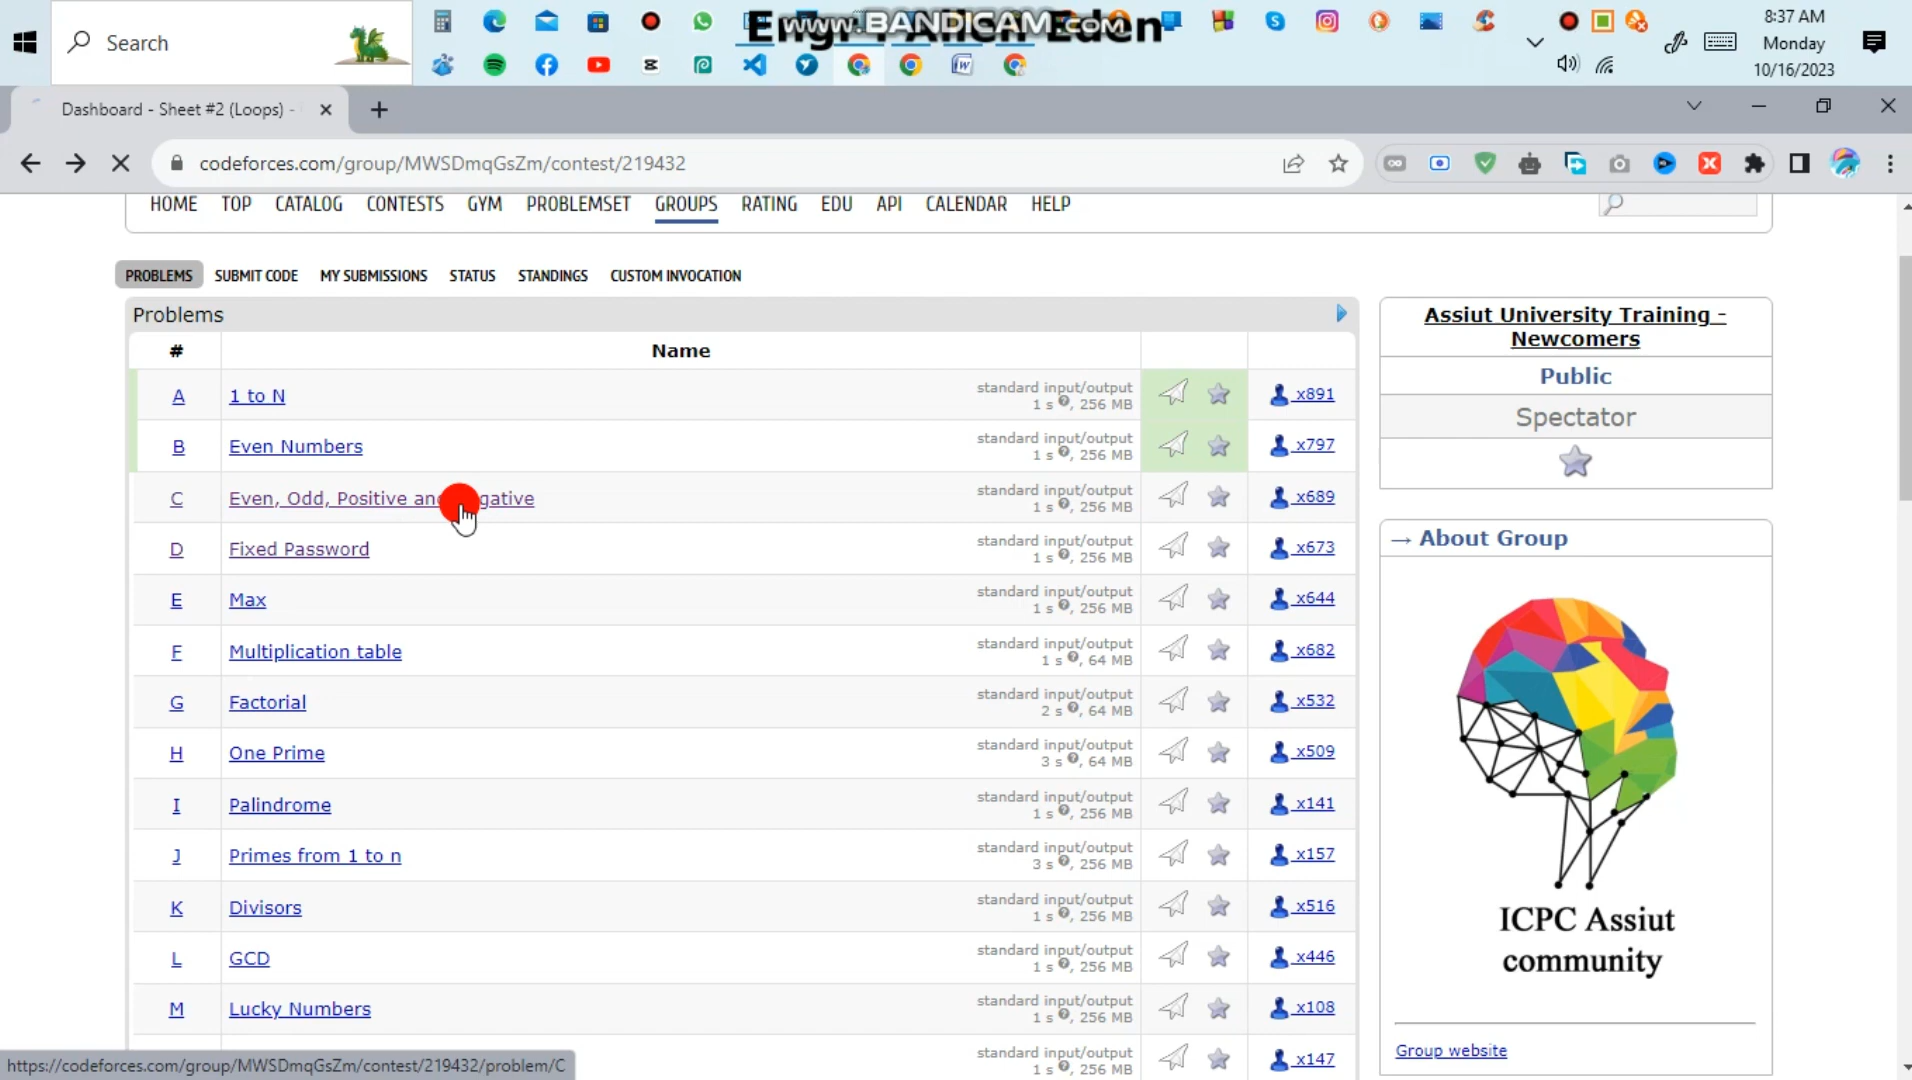 Search
www.BANDICAM.com
Engr-Allen Eden
8:37 AM
Monday
10/16/2023
Dashboard - Sheet #2 (Loops) -
codeforces.com/group/MWSDmqGsZm/contest/219432
HOME TOP CATALOG CONTESTS GYM PROBLEMSET GROUPS RATING EDU API CALENDAR HELP
PROBLEMS SUBMIT CODE MY SUBMISSIONS STATUS STANDINGS CUSTOM INVOCATION
Problems
# Name
A 1 to N standard input/output x891
1 s, 256 MB
B Even Numbers standard input/output x797
1 s, 256 MB
C Even, Odd, Positive and gative standard input/output x689
1 s, 256 MB
D Fixed Password standard input/output x673
1 s, 256 MB
E Max standard input/output x644
1 s, 256 MB
F Multiplication table standard input/output x682
1 s, 64 MB
G Factorial standard input/output x532
2 s, 64 MB
H One Prime standard input/output x509
3 s, 64 MB
I Palindrome standard input/output x141
1 s, 256 MB
J Primes from 1 to n standard input/output x157
3 s, 256 MB
K Divisors standard input/output x516
1 s, 256 MB
L GCD standard input/output x446
1 s, 256 MB
M Lucky Numbers standard input/output x108
1 s, 256 MB
standard input/output x147
1 s, 256 MB
Assiut University Training -
Newcomers
Public
Spectator
→ About Group
ICPC Assiut
community
Group website
https://codeforces.com/group/MWSDmqGsZm/contest/219432/problem/C